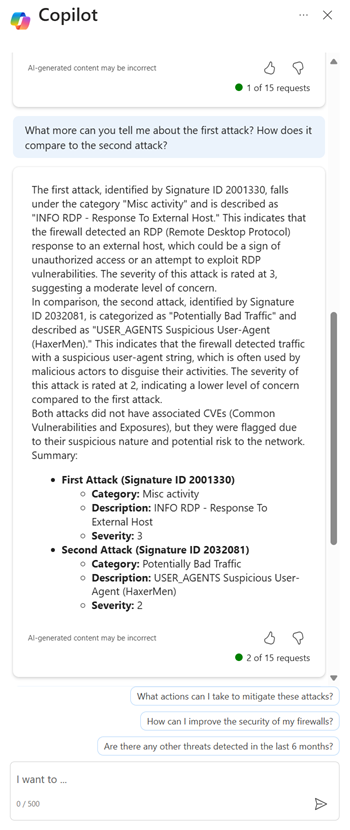 Copilot
AI-generated content may be incorrect
1 of 15 requests
What more can you tell me about the first attack? How does it
compare to the second attack?
The first attack, identified by Signature ID 2001330, falls
under the category "Misc activity" and is described as
"INFO RDP - Response To External Host." This indicates that
the firewall detected an RDP (Remote Desktop Protocol)
response to an external host, which could be a sign of
unauthorized access or an attempt to exploit RDP
vulnerabilities. The severity of this attack is rated at 3,
suggesting a moderate level of concern.
In comparison, the second attack, identified by Signature
ID 2032081, is categorized as "Potentially Bad Traffic" and
described as "USER_AGENTS Suspicious User-Agent
(HaxerMen)." This indicates that the firewall detected traffic
with a suspicious user-agent string, which is often used by
malicious actors to disguise their activities. The severity of
this attack is rated at 2, indicating a lower level of concern
compared to the first attack.
Both attacks did not have associated CVEs (Common
Vulnerabilities and Exposures), but they were flagged due
to their suspicious nature and potential risk to the network.
Summary:
• First Attack (Signature ID 2001330)
○ Category: Misc activity
○ Description: INFO RDP - Response To
External Host
○ Severity: 3
• Second Attack (Signature ID 2032081)
○ Category: Potentially Bad Traffic
○ Description: USER_AGENTS Suspicious User-
Agent (HaxerMen)
○ Severity: 2
AI-generated content may be incorrect
2 of 15 requests
What actions can I take to mitigate these attacks?
How can I improve the security of my firewalls?
Are there any other threats detected in the last 6 months?
I want to ...
0 / 500